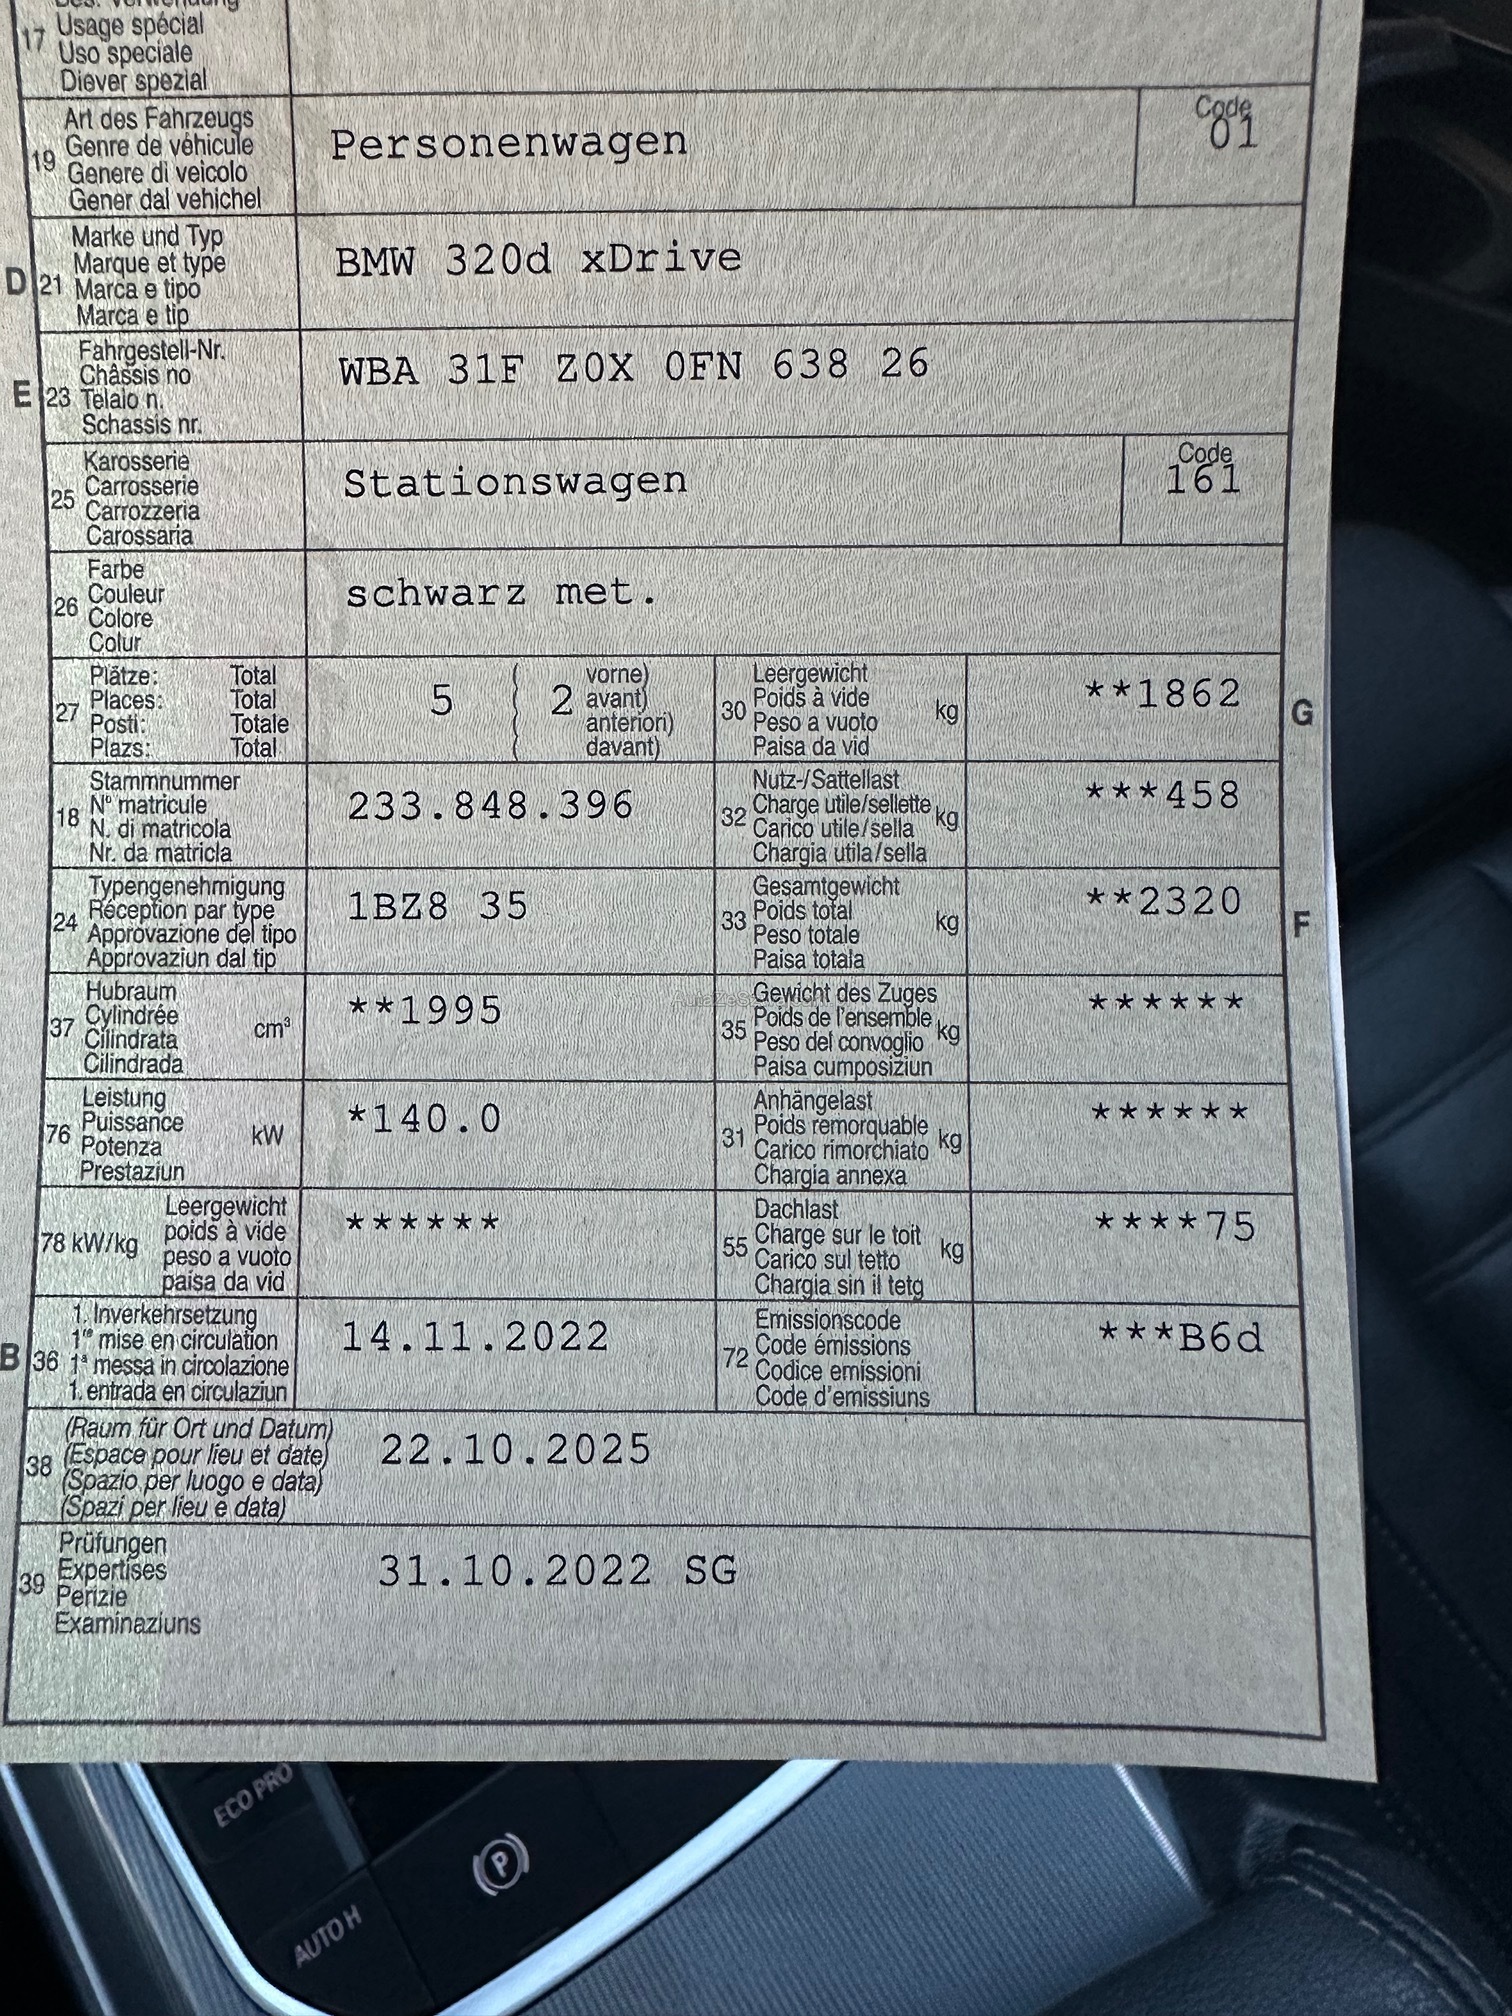 17 Usage spécial
Uso speciale
Diever spezial
19 Art des Fahrzeugs
Genre de véhicule
Genere di veicolo
Gener dal vehichel
Personenwagen
Code
01
D 21 Marke und Typ
Marque et type
Marca e tipo
Marca e tip
BMW 320d xDrive
E 23 Fahrgestell-Nr.
Châssis no
Telaio n.
Schassis nr.
WBA 31F Z0X 0FN 638 26
25 Karosserie
Carrosserie
Carrozzeria
Carossaria
Stationswagen
Code
161
26 Farbe
Couleur
Colore
Colur
schwarz met.
27 Plätze: Total
Places: Total
Posti: Totale
Plazs: Total
5 ( 2 vorne)
avant)
anteriori)
davant)
30 Leergewicht
Poids à vide
Peso a vuoto
Paisa da vid
kg
**1862
G
18 Stammnummer
N° matricule
N. di matricola
Nr. da matricla
233.848.396
32 Nutz-/Sattellast
Charge utile/sellette
Carico utile/sella
Chargia utila/sella
kg
***458
24 Typengenehmigung
Réception par type
Approvazione del tipo
Approvaziun dal tip
1BZ8 35
33 Gesamtgewicht
Poids total
Peso totale
Paisa totala
kg
**2320
F
37 Hubraum
Cylindrée
Cilindrata
Cilindrada
cm³
**1995
35 Gewicht des Zuges
Poids de l'ensemble
Peso del convoglio
Paisa cumposiziun
kg
******
76 Leistung
Puissance
Potenza
Prestaziun
kW
*140.0
31 Anhängelast
Poids remorquable
Carico rimorchiato
Chargia annexa
kg
******
78 kW/kg Leergewicht
poids à vide
peso a vuoto
paisa da vid
******
55 Dachlast
Charge sur le toit
Carico sul tetto
Chargia sin il tetg
kg
****75
B 36 1. Inverkehrsetzung
1re mise en circulation
1a messa in circolazione
1. entrada en circulaziun
14.11.2022
72 Emissionscode
Code émissions
Codice emissioni
Code d'emissiuns
***B6d
38 (Raum für Ort und Datum)
(Espace pour lieu et date)
(Spazio per luogo e data)
(Spazi per lieu e data)
22.10.2025
39 Prüfungen
Expertises
Perizie
Examinaziuns
31.10.2022 SG
ECO PRO
P
AUTO H